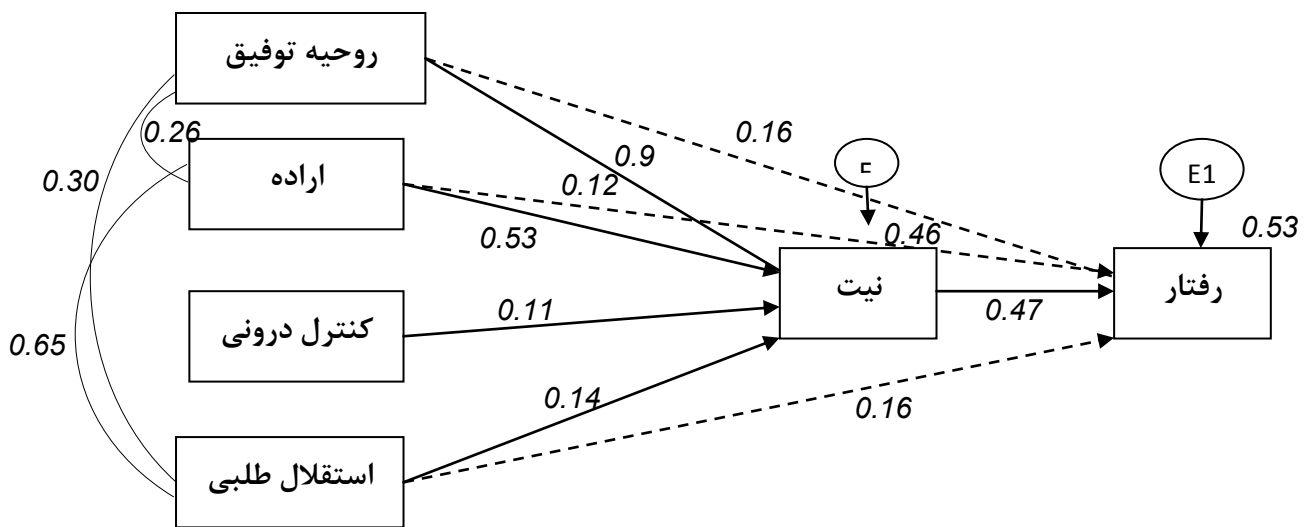 روحیه توفیق
0.16
0.26
0.9
0.30
اراده
0.12
E1
0.53
0.46
0.53
نیت
رفتار
0.47
کنترل درونی
0.11
0.65
0.14
0.16
استقلال طلبی